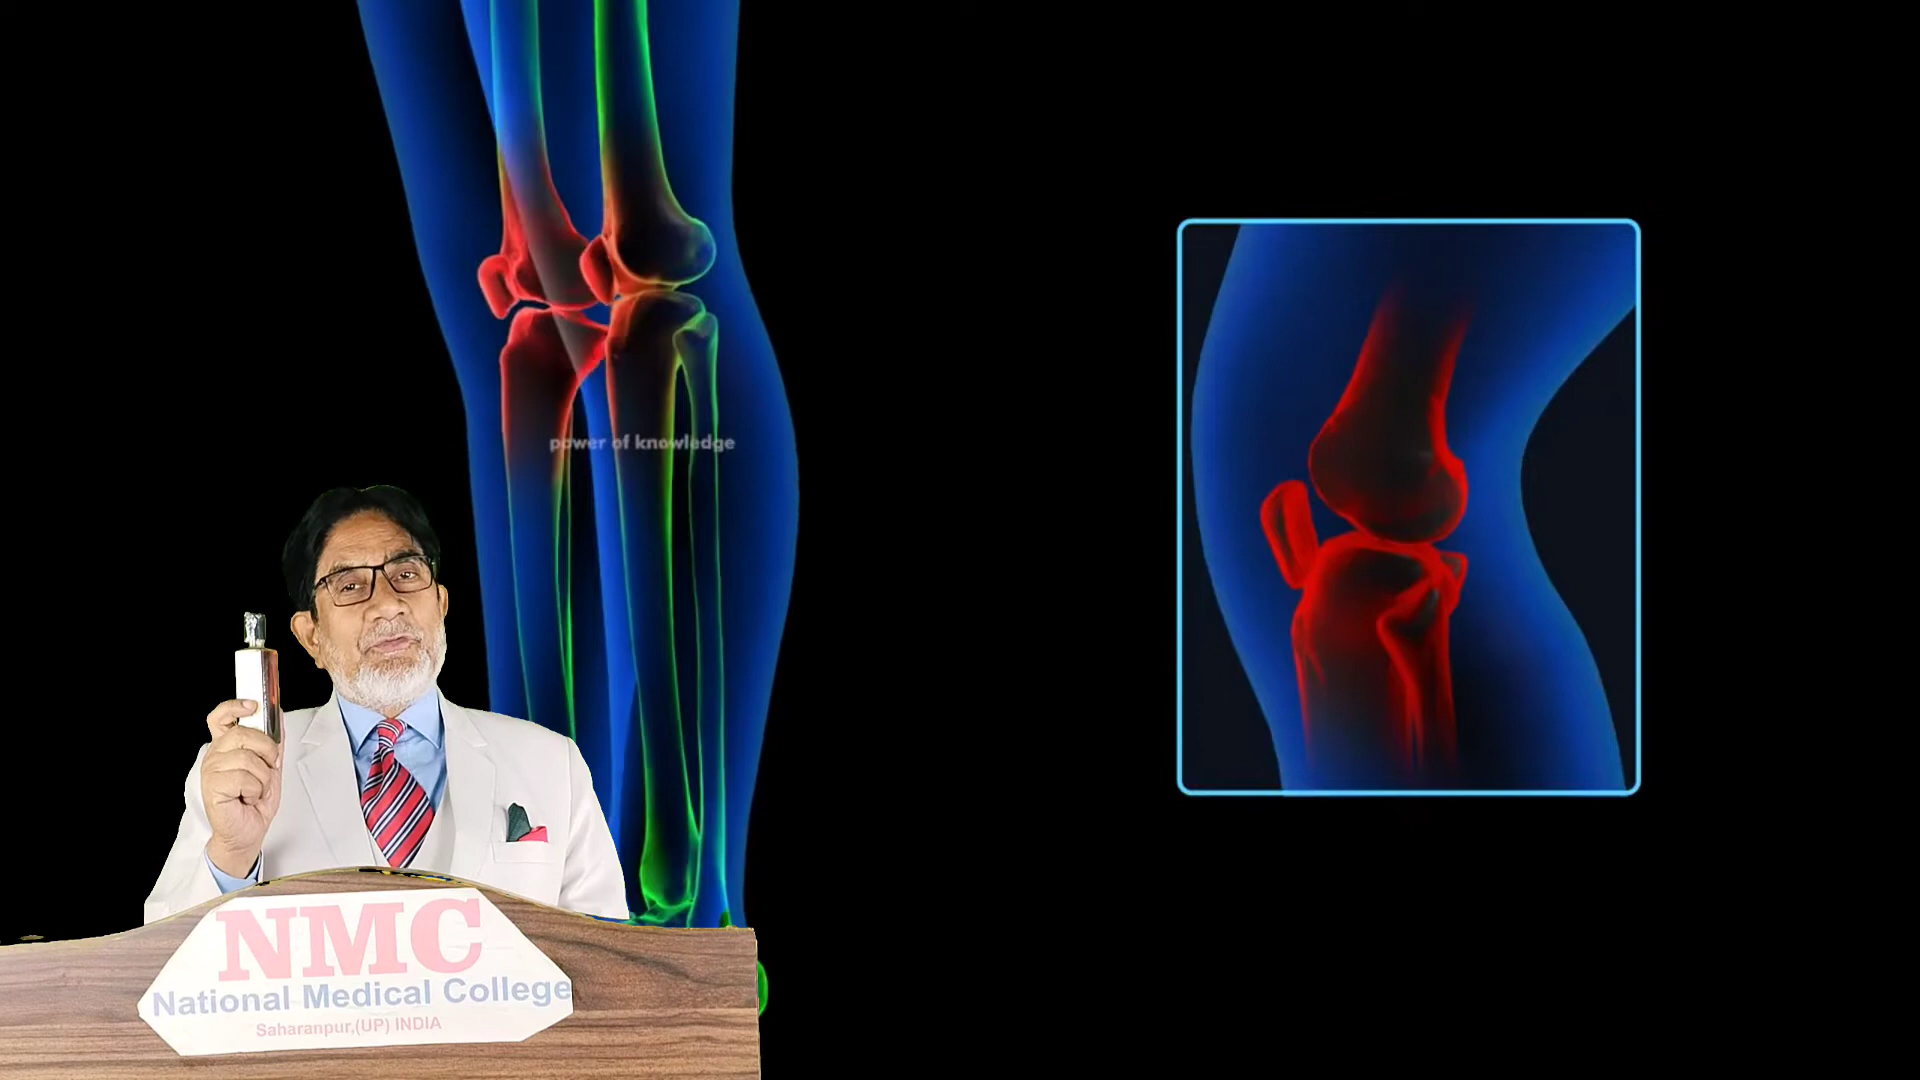 power of knowledge
NMC
National Medical College
Saharanpur,(UP) INDIA